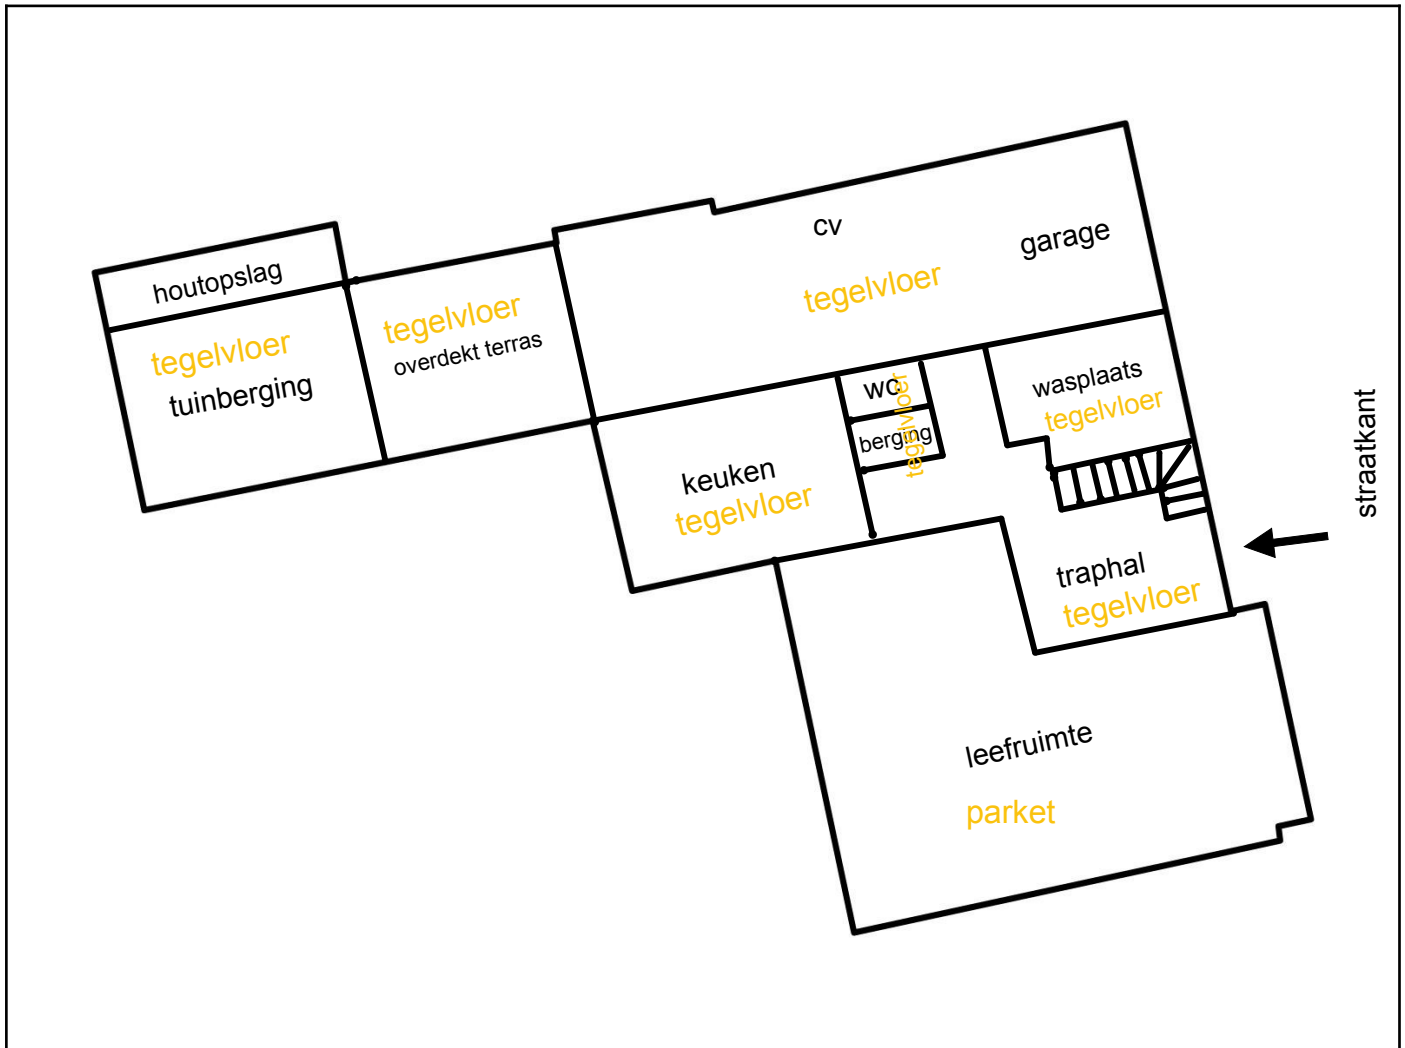 cv
garage
tegelvloer
houtopslag
tegelvloer
tuinberging
tegelvloer
overdekt terras
wc
berging
tegelvloer
wasplaats
tegelvloer
keuken
tegelvloer
straatkant
traphal
tegelvloer
leefruimte
parket